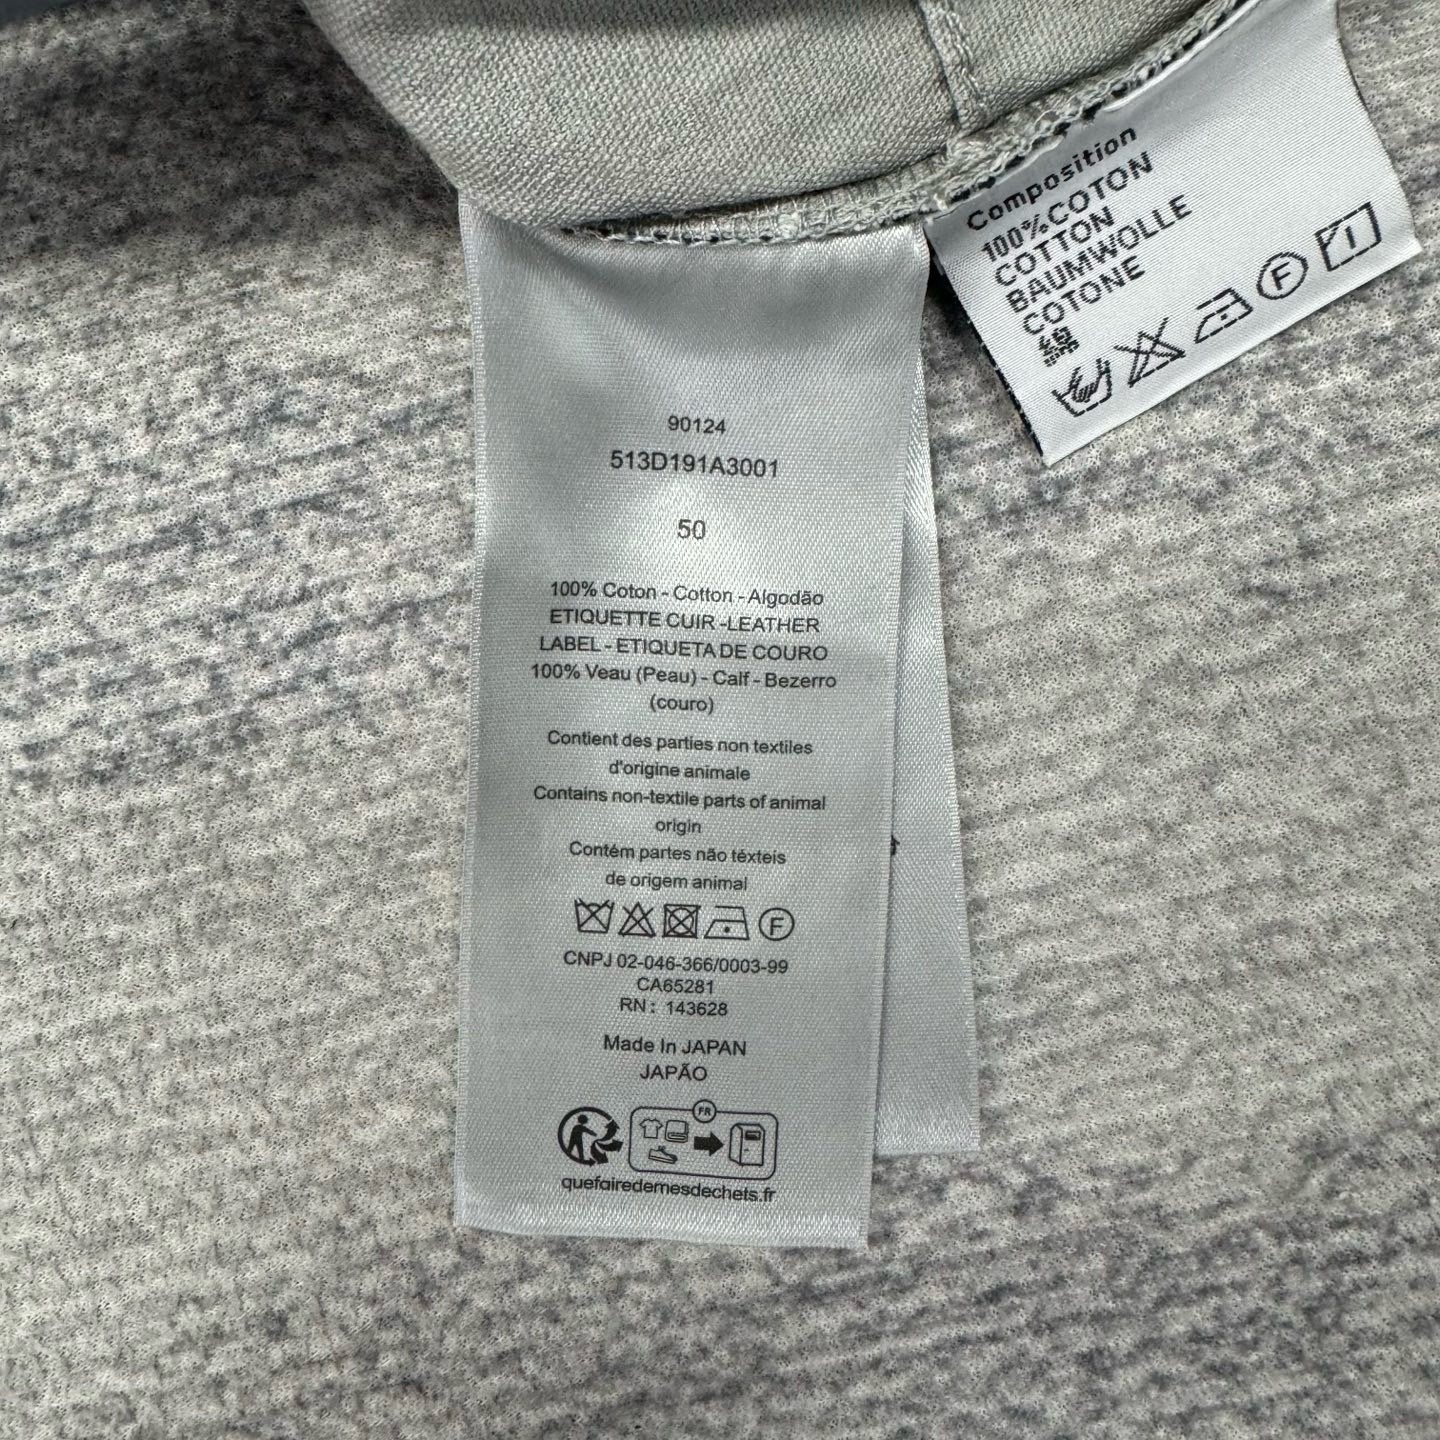 90124
513D191A3001
50
100% Coton - Cotton - Algodão
ETIQUETTE CUIR -LEATHER
LABEL - ETIQUETA DE COURO
100% Veau (Peau) - Calf - Bezerro
(couro)
Contient des parties non textiles
d'origine animale
Contains non-textile parts of animal
origin
Contém partes não téxteis
de origem animal
F
CNPJ 02-046-366/0003-99
CA65281
RN : 143628
Made In JAPAN
JAPÃO
FR
quefairedemesdechets.fr
Composition
100%COTON
COTTON
BAUMWOLLE
COTONE
F